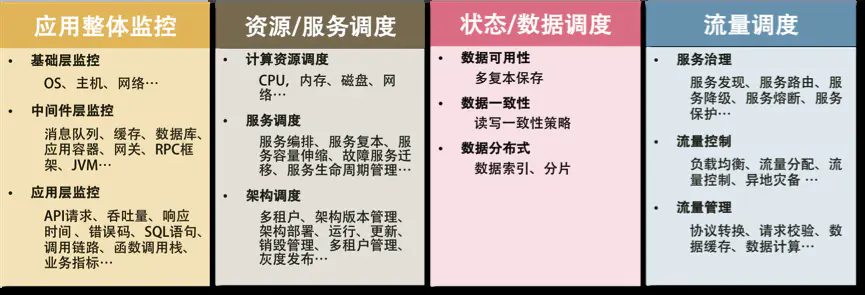 应用整体监控
• 基础层监控
OS、主机、网络…
• 中间件层监控
消息队列、缓存、数据库、
应用容器、网关、RPC框
架、JVM…
• 应用层监控
API请求、吞吐量、响应
时间、错误码、SQL语句、
调用链路、函数调用栈、
业务指标…
资源/服务调度
• 计算资源调度
CPU，内存、磁盘、网
络…
• 服务调度
服务编排、服务复本、服
务容量伸缩、故障服务迁
移、服务生命周期管理…
• 架构调度
多租户、架构版本管理、
架构部署、运行、更新、
销毁管理、多租户管理、
灰度发布…
状态/数据调度
• 数据可用性
多复本保存
• 数据一致性
读写一致性策略
• 数据分布式
数据索引、分片
流量调度
• 服务治理
服务发现、服务路由、服
务降级、服务熔断、服务
保护…
• 流量控制
负载均衡、流量分配、流
量控制、异地灾备 …
• 流量管理
协议转换、请求校验、数
据缓存、数据计算…